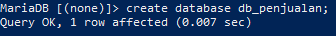 MariaDB [(none)]> create database db_penjualan;
Query OK, 1 row affected (0.007 sec)